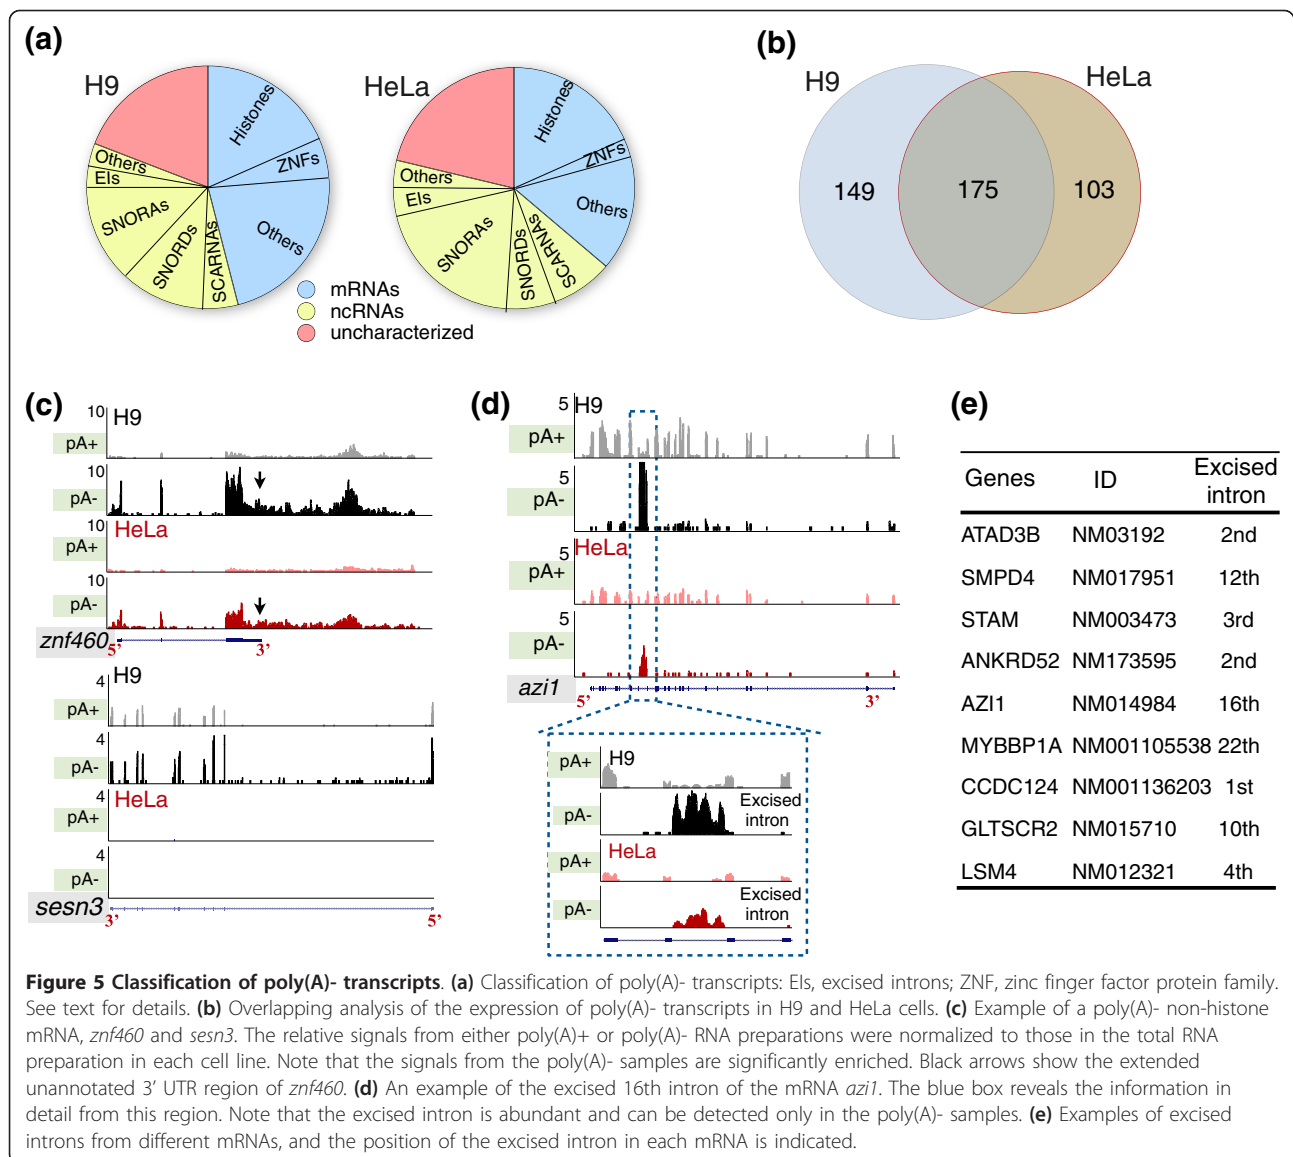 (a)
H9
Histones
ZNFs
Others
SCARNAs
SNORDs
SNORAs
EIs
Others
HeLa
Histones
ZNFs
Others
SCARNAs
SNORDs
SNORAs
EIs
Others
mRNAs
ncRNAs
uncharacterized
(b)
H9
HeLa
149
175
103
(c)
10
H9
pA+
10
pA-
10
HeLa
pA+
10
pA-
znf460
5’
3’
H9
4
pA+
4
pA-
4
HeLa
pA+
4
pA-
sesn3
3’
5’
(d)
5
H9
pA+
5
pA-
HeLa
5
pA+
5
pA-
azi1
5’
3’
pA+
H9
pA-
Excised
intron
pA+
HeLa
pA-
Excised
intron
(e)
Genes ID Excised intron
ATAD3B NM03192 2nd
SMPD4 NM017951 12th
STAM NM003473 3rd
ANKRD52 NM173595 2nd
AZI1 NM014984 16th
MYBBP1A NM001105538 22th
CCDC124 NM001136203 1st
GLTSCR2 NM015710 10th
LSM4 NM012321 4th
Figure 5 Classification of poly(A)- transcripts. (a) Classification of poly(A)- transcripts: EIs, excised introns; ZNF, zinc finger factor protein family.
See text for details. (b) Overlapping analysis of the expression of poly(A)- transcripts in H9 and HeLa cells. (c) Example of a poly(A)- non-histone
mRNA, znf460 and sesn3. The relative signals from either poly(A)+ or poly(A)- RNA preparations were normalized to those in the total RNA
preparation in each cell line. Note that the signals from the poly(A)- samples are significantly enriched. Black arrows show the extended
unannotated 3’ UTR region of znf460. (d) An example of the excised 16th intron of the mRNA azi1. The blue box reveals the information in
detail from this region. Note that the excised intron is abundant and can be detected only in the poly(A)- samples. (e) Examples of excised
introns from different mRNAs, and the position of the excised intron in each mRNA is indicated.